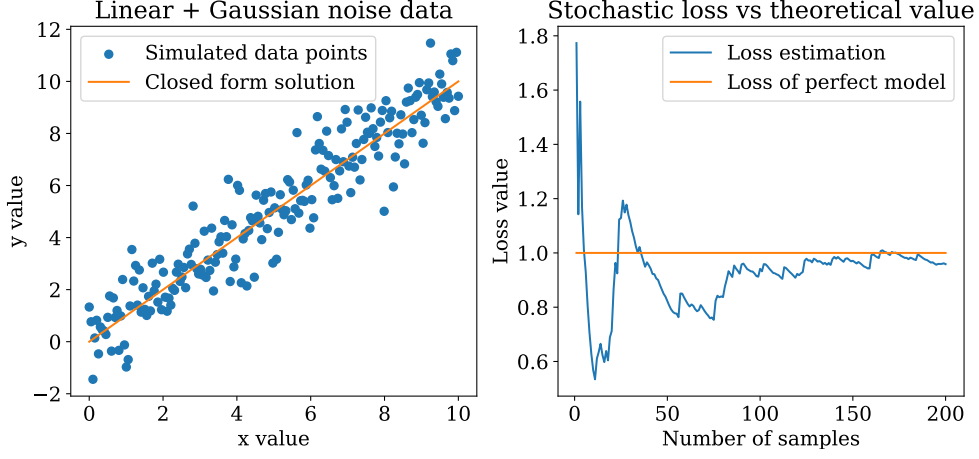 Linear + Gaussian noise data
Simulated data points
Closed form solution
12
10
8
6
4
2
0
−2
0
2
4
6
8
10
x value
y value
Stochastic loss vs theoretical value
Loss estimation
Loss of perfect model
1.8
1.6
1.4
1.2
1.0
0.8
0.6
0
50
100
150
200
Number of samples
Loss value